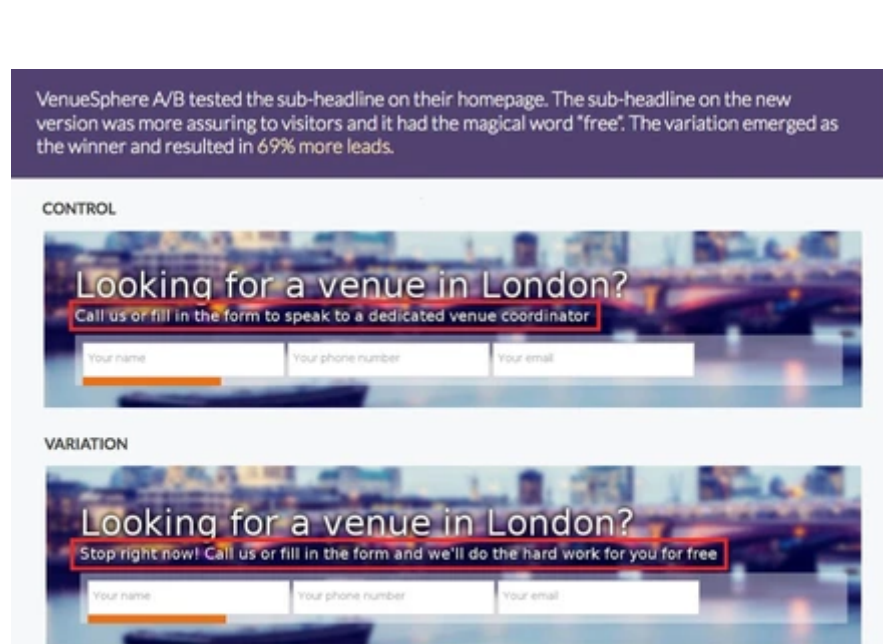 VenueSphere A/B tested the sub-headline on their homepage. The sub-headline on the new
version was more assuring to visitors and it had the magical word "free". The variation emerged as
the winner and resulted in 69% more leads.
CONTROL
Looking for a venue in London?
Call us or fill in the form to speak to a dedicated venue coordinator
Your name Your phone number Your email
VARIATION
Looking for a venue in London?
Stop right now! Call us or fill in the form and we'll do the hard work for you for free
Your name Your phone number Your email